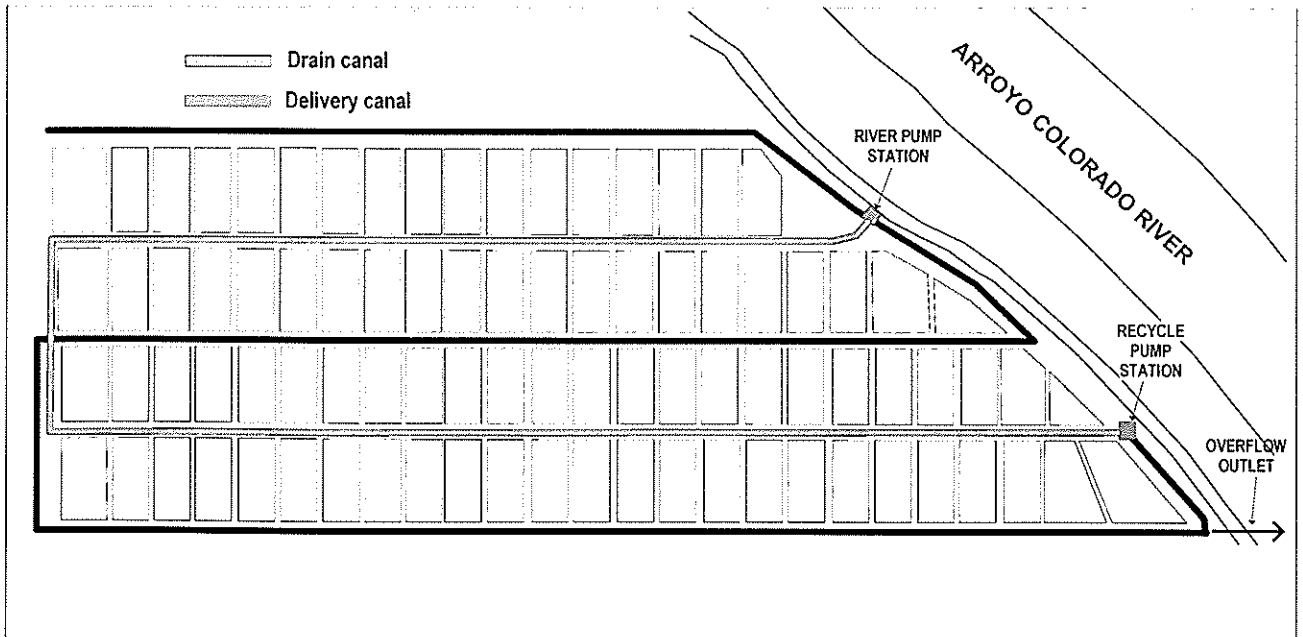 Drain canal
Delivery canal
ARROYO COLORADO RIVER
RIVER PUMP
STATION
RECYCLE
PUMP
STATION
OVERFLOW
OUTLET